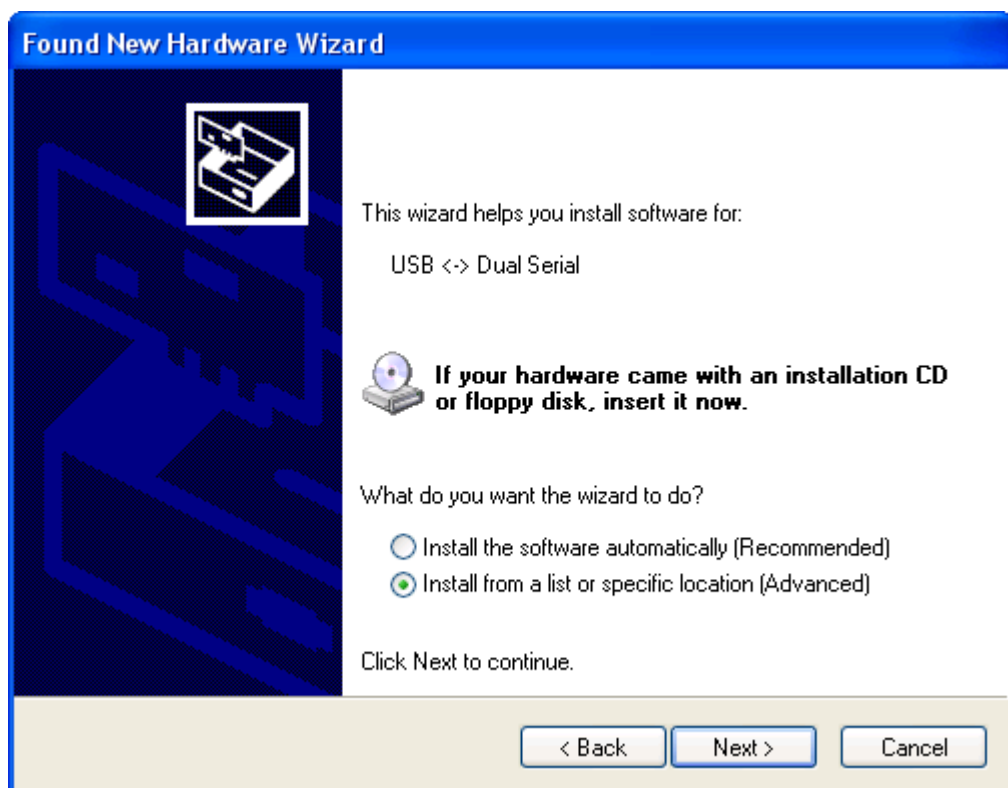 Found New Hardware Wizard
This wizard helps you install software for:
USB <-> Dual Serial
If your hardware came with an installation CD
or floppy disk, insert it now.
What do you want the wizard to do?
Install the software automatically (Recommended)
Install from a list or specific location (Advanced)
Click Next to continue.
< Back Next > Cancel